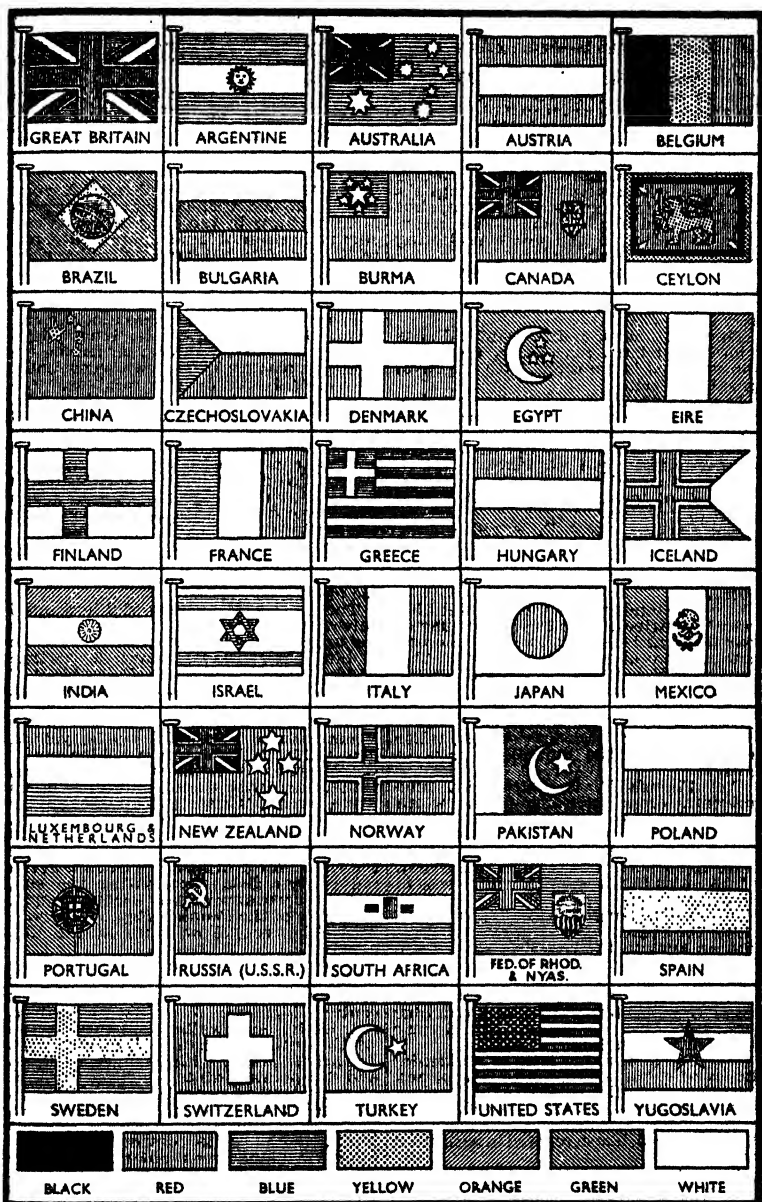 GREAT BRITAIN ARGENTINE AUSTRALIA AUSTRIA BELGIUM
BRAZIL BULGARIA BURMA CANADA CEYLON
CHINA CZECHOSLOVAKIA DENMARK EGYPT EIRE
FINLAND FRANCE GREECE HUNGARY ICELAND
INDIA ISRAEL ITALY JAPAN MEXICO
LUXEMBOURG &
NETHERLANDS NEW ZEALAND NORWAY PAKISTAN POLAND
PORTUGAL RUSSIA (U.S.S.R.) SOUTH AFRICA FED. OF RHOD.
& NYAS. SPAIN
SWEDEN SWITZERLAND TURKEY UNITED STATES YUGOSLAVIA
BLACK RED BLUE YELLOW ORANGE GREEN WHITE